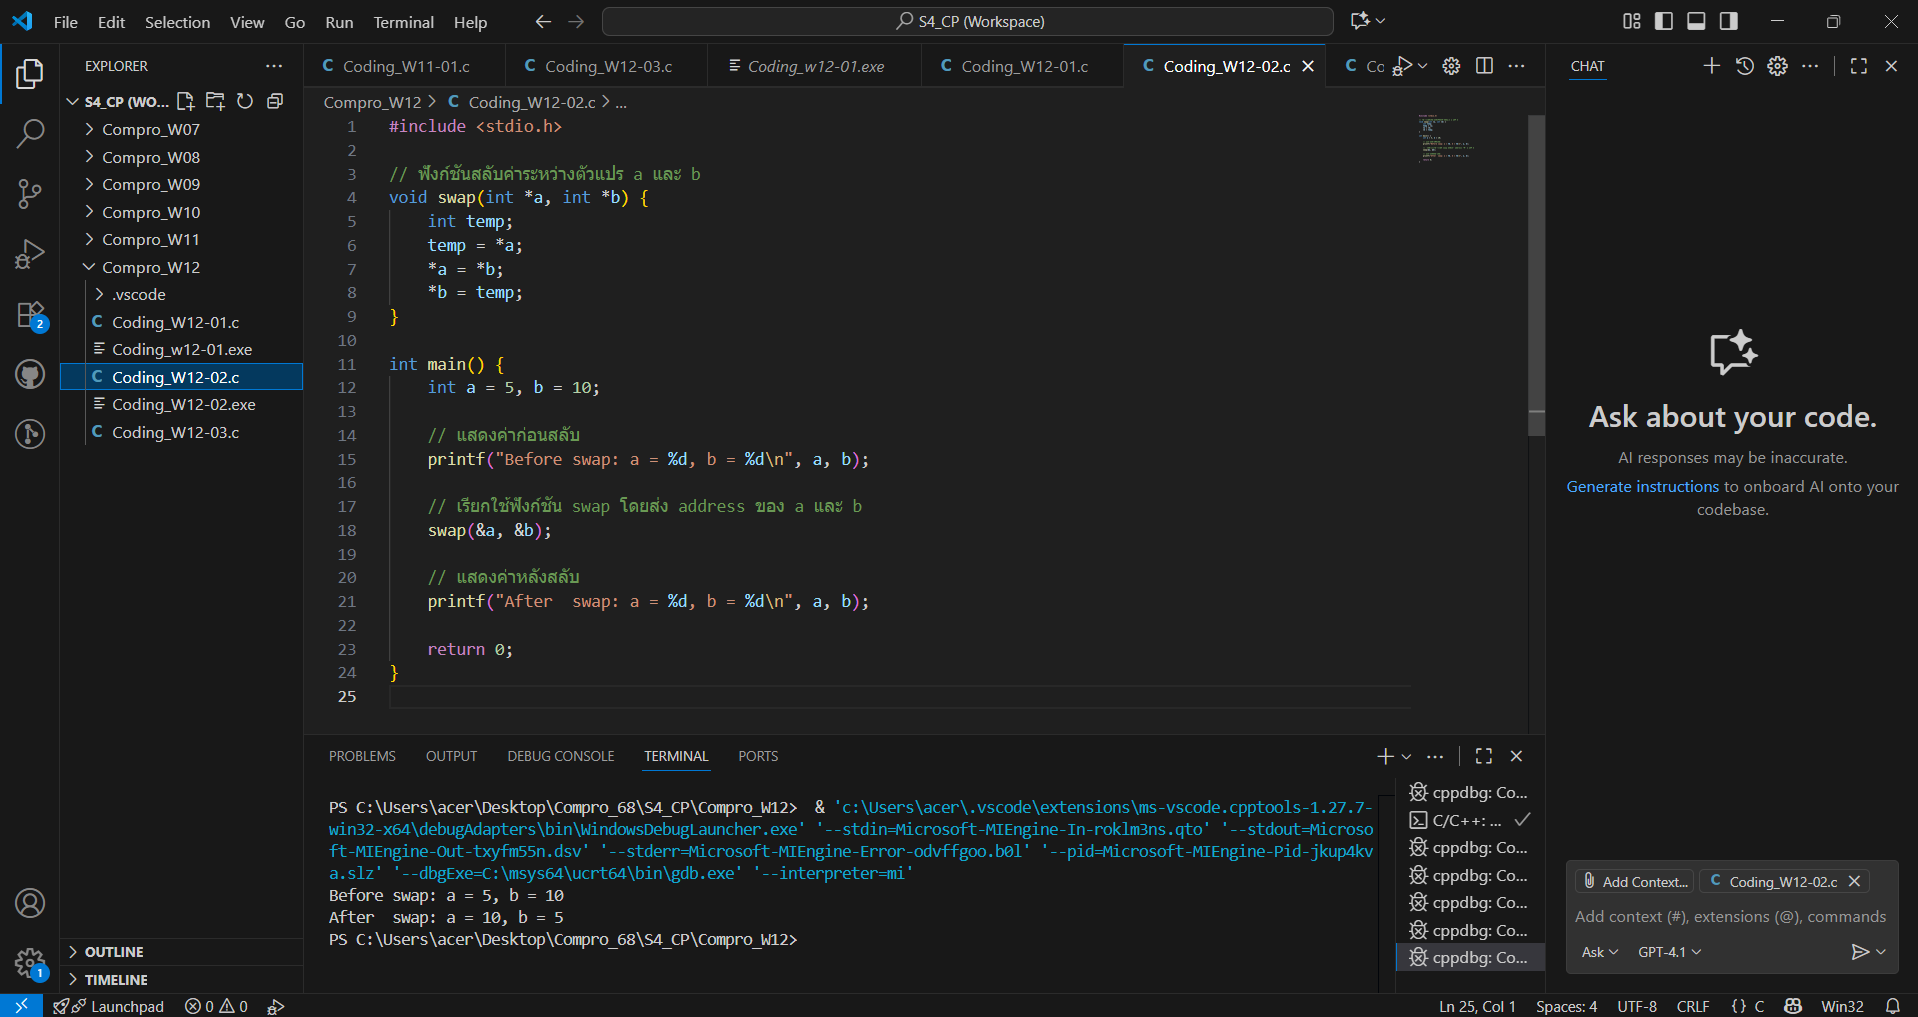 File Edit Selection View Go Run Terminal Help
S4_CP (Workspace)
EXPLORER
S4_CP (WO...
Compro_W07
Compro_W08
Compro_W09
Compro_W10
Compro_W11
Compro_W12
.vscode
Coding_W12-01.c
Coding_w12-01.exe
Coding_W12-02.c
Coding_W12-02.exe
Coding_W12-03.c
OUTLINE
TIMELINE
2
1
C Coding_W11-01.c C Coding_W12-03.c Coding_w12-01.exe C Coding_W12-01.c C Coding_W12-02.c C Co
Compro_W12 > C Coding_W12-02.c > ...
1 #include <stdio.h>
2
3 // ฟังก์ชันสลับค่าระหว่างตัวแปร a และ b
4 void swap(int *a, int *b) {
5 int temp;
6 temp = *a;
7 *a = *b;
8 *b = temp;
9 }
10
11 int main() {
12 int a = 5, b = 10;
13
14 // แสดงค่าก่อนสลับ
15 printf("Before swap: a = %d, b = %d\n", a, b);
16
17 // เรียกใช้ฟังก์ชัน swap โดยส่ง address ของ a และ b
18 swap(&a, &b);
19
20 // แสดงค่าหลังสลับ
21 printf("After  swap: a = %d, b = %d\n", a, b);
22
23 return 0;
24 }
25
PROBLEMS OUTPUT DEBUG CONSOLE TERMINAL PORTS
PS C:\Users\acer\Desktop\Compro_68\S4_CP\Compro_W12>  & 'c:\Users\acer\.vscode\extensions\ms-vscode.cpptools-1.27.7-
win32-x64\debugAdapters\bin\WindowsDebugLauncher.exe' '--stdin=Microsoft-MIEngine-In-roklm3ns.qto' '--stdout=Microso
ft-MIEngine-Out-txyfm55n.dsv' '--stderr=Microsoft-MIEngine-Error-odvffgoo.b0l' '--pid=Microsoft-MIEngine-Pid-jkup4kv
a.slz' '--dbgExe=C:\msys64\ucrt64\bin\gdb.exe' '--interpreter=mi'
Before swap: a = 5, b = 10
After  swap: a = 10, b = 5
PS C:\Users\acer\Desktop\Compro_68\S4_CP\Compro_W12>
cppdbg: Co...
C/C++: ...
cppdbg: Co...
cppdbg: Co...
cppdbg: Co...
cppdbg: Co...
cppdbg: Co...
CHAT
Ask about your code.
AI responses may be inaccurate.
Generate instructions to onboard AI onto your
codebase.
Add Context... C Coding_W12-02.c
Add context (#), extensions (@), commands
Ask GPT-4.1
Launchpad 0 0 Ln 25, Col 1 Spaces: 4 UTF-8 CRLF {} C Win32